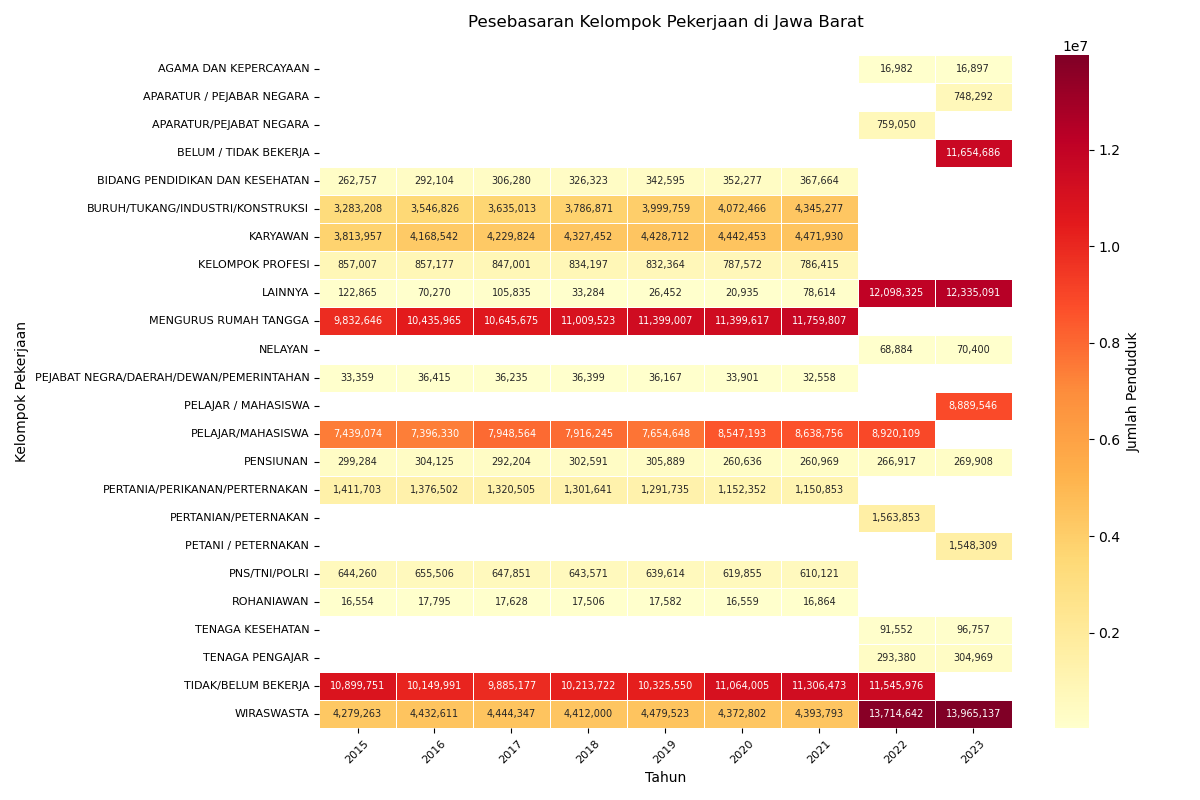 Pesebasaran Kelompok Pekerjaan di Jawa Barat
1e7
AGAMA DAN KEPERCAYAAN 16,982 16,897
APARATUR / PEJABAR NEGARA 748,292
APARATUR/PEJABAT NEGARA 759,050
BELUM / TIDAK BEKERJA 11,654,686
BIDANG PENDIDIKAN DAN KESEHATAN 262,757 292,104 306,280 326,323 342,595 352,277 367,664
BURUH/TUKANG/INDUSTRI/KONSTRUKSI 3,283,208 3,546,826 3,635,013 3,786,871 3,999,759 4,072,466 4,345,277
KARYAWAN 3,813,957 4,168,542 4,229,824 4,327,452 4,428,712 4,442,453 4,471,930
KELOMPOK PROFESI 857,007 857,177 847,001 834,197 832,364 787,572 786,415
LAINNYA 122,865 70,270 105,835 33,284 26,452 20,935 78,614 12,098,325 12,335,091
MENGURUS RUMAH TANGGA 9,832,646 10,435,965 10,645,675 11,009,523 11,399,007 11,399,617 11,759,807
NELAYAN 68,884 70,400
PEJABAT NEGRA/DAERAH/DEWAN/PEMERINTAHAN 33,359 36,415 36,235 36,399 36,167 33,901 32,558
PELAJAR / MAHASISWA 8,889,546
PELAJAR/MAHASISWA 7,439,074 7,396,330 7,948,564 7,916,245 7,654,648 8,547,193 8,638,756 8,920,109
PENSIUNAN 299,284 304,125 292,204 302,591 305,889 260,636 260,969 266,917 269,908
PERTANIA/PERIKANAN/PERTERNAKAN 1,411,703 1,376,502 1,320,505 1,301,641 1,291,735 1,152,352 1,150,853
PERTANIAN/PETERNAKAN 1,563,853
PETANI / PETERNAKAN 1,548,309
PNS/TNI/POLRI 644,260 655,506 647,851 643,571 639,614 619,855 610,121
ROHANIAWAN 16,554 17,795 17,628 17,506 17,582 16,559 16,864
TENAGA KESEHATAN 91,552 96,757
TENAGA PENGAJAR 293,380 304,969
TIDAK/BELUM BEKERJA 10,899,751 10,149,991 9,885,177 10,213,722 10,325,550 11,064,005 11,306,473 11,545,976
WIRASWASTA 4,279,263 4,432,611 4,444,347 4,412,000 4,479,523 4,372,802 4,393,793 13,714,642 13,965,137
2015 2016 2017 2018 2019 2020 2021 2022 2023
Tahun
Kelompok Pekerjaan
1.2
1.0
0.8
0.6
0.4
0.2
Jumlah Penduduk